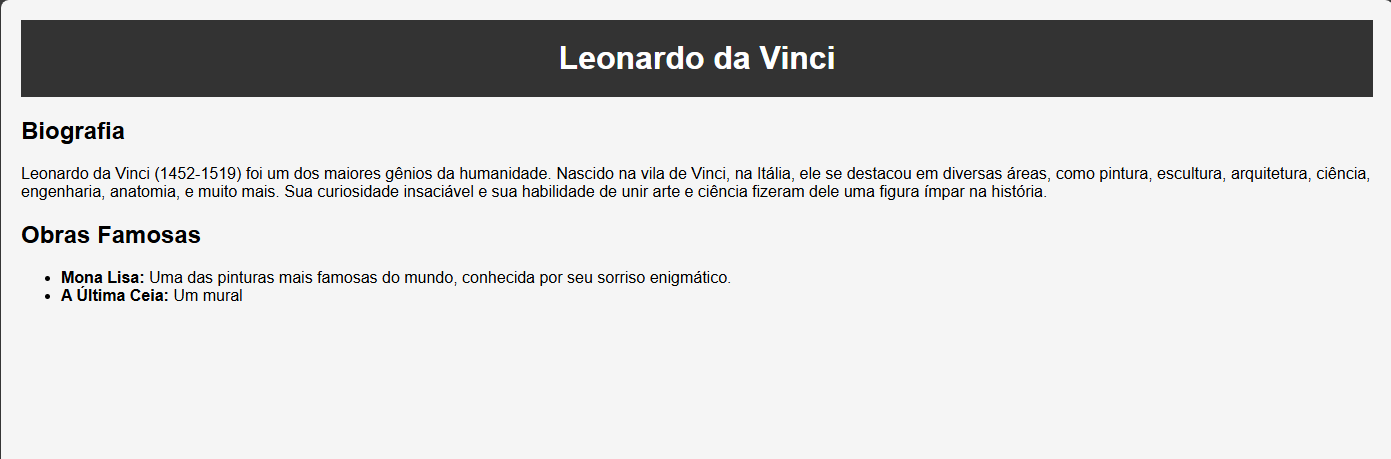 Leonardo da Vinci
Biografia
Leonardo da Vinci (1452-1519) foi um dos maiores gênios da humanidade. Nascido na vila de Vinci, na Itália, ele se destacou em diversas áreas, como pintura, escultura, arquitetura, ciência,
engenharia, anatomia, e muito mais. Sua curiosidade insaciável e sua habilidade de unir arte e ciência fizeram dele uma figura ímpar na história.
Obras Famosas
• Mona Lisa: Uma das pinturas mais famosas do mundo, conhecida por seu sorriso enigmático.
• A Última Ceia: Um mural